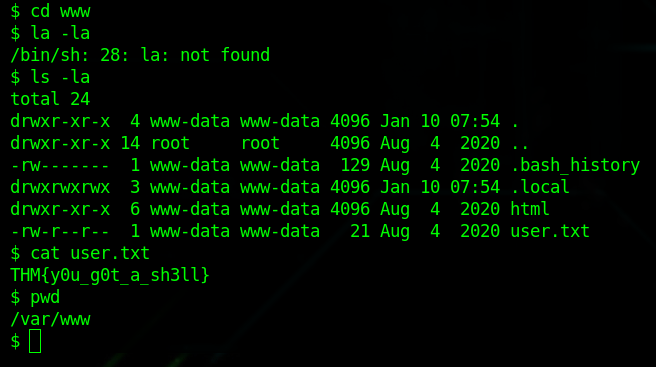 $ cd www
$ la -la
/bin/sh: 28: la: not found
$ ls -la
total 24
drwxr-xr-x  4 www-data www-data 4096 Jan 10 07:54 .
drwxr-xr-x 14 root     root     4096 Aug  4  2020 ..
-rw-------  1 www-data www-data  129 Aug  4  2020 .bash_history
drwxrwxrwx  3 www-data www-data 4096 Jan 10 07:54 .local
drwxr-xr-x  6 www-data www-data 4096 Aug  4  2020 html
-rw-r--r--  1 www-data www-data   21 Aug  4  2020 user.txt
$ cat user.txt
THM{y0u_g0t_a_sh3ll}
$ pwd
/var/www
$